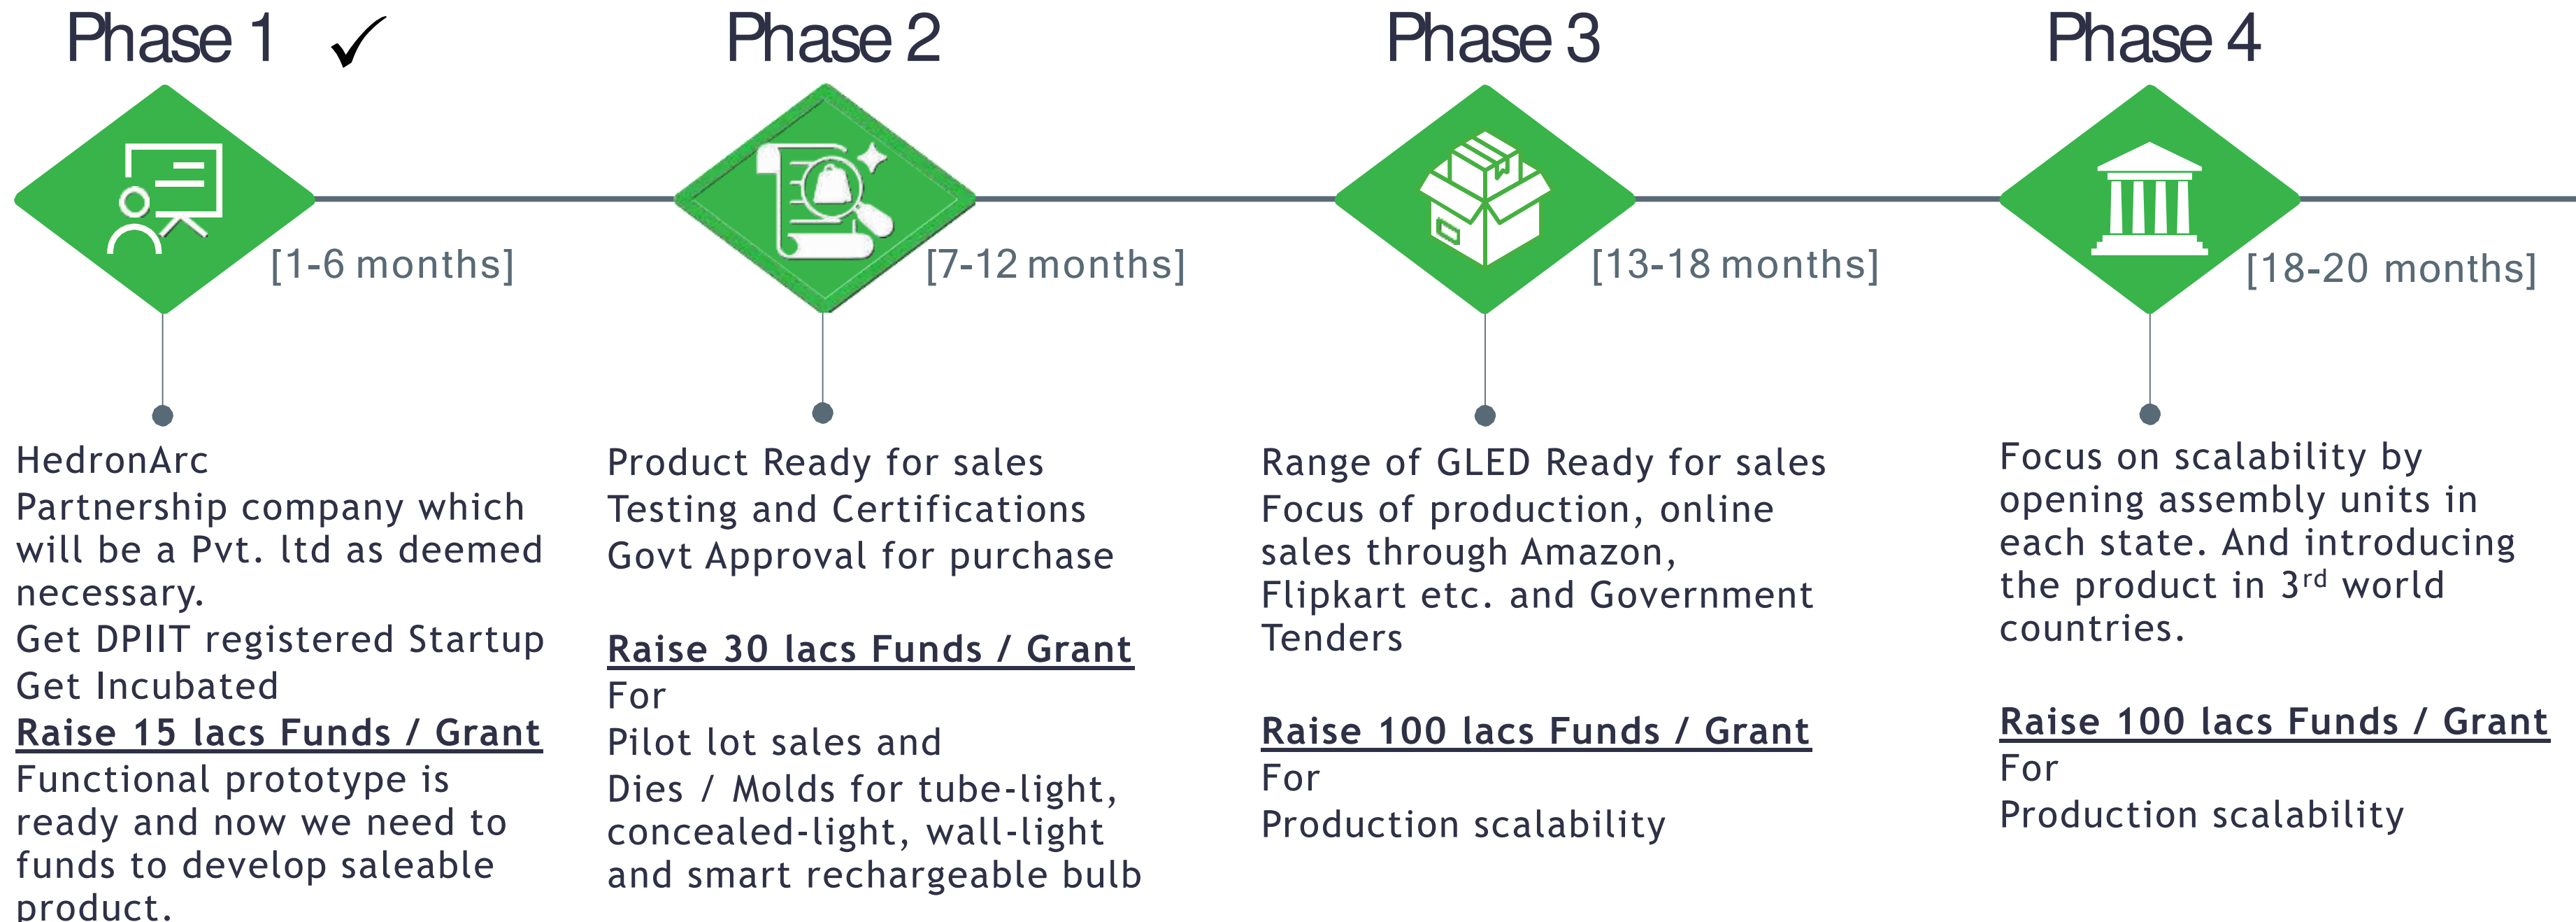 Phase 1 ✓
[1-6 months]
HedronArc
Partnership company which
will be a Pvt. ltd as deemed
necessary.
Get DPIIT registered Startup
Get Incubated
Raise 15 lacs Funds / Grant
Functional prototype is
ready and now we need to
funds to develop saleable
product.
Phase 2
[7-12 months]
Product Ready for sales
Testing and Certifications
Govt Approval for purchase
Raise 30 lacs Funds / Grant
For
Pilot lot sales and
Dies / Molds for tube-light,
concealed-light, wall-light
and smart rechargeable bulb
Phase 3
[13-18 months]
Range of GLED Ready for sales
Focus of production, online
sales through Amazon,
Flipkart etc. and Government
Tenders
Raise 100 lacs Funds / Grant
For
Production scalability
Phase 4
[18-20 months]
Focus on scalability by
opening assembly units in
each state. And introducing
the product in 3rd world
countries.
Raise 100 lacs Funds / Grant
For
Production scalability